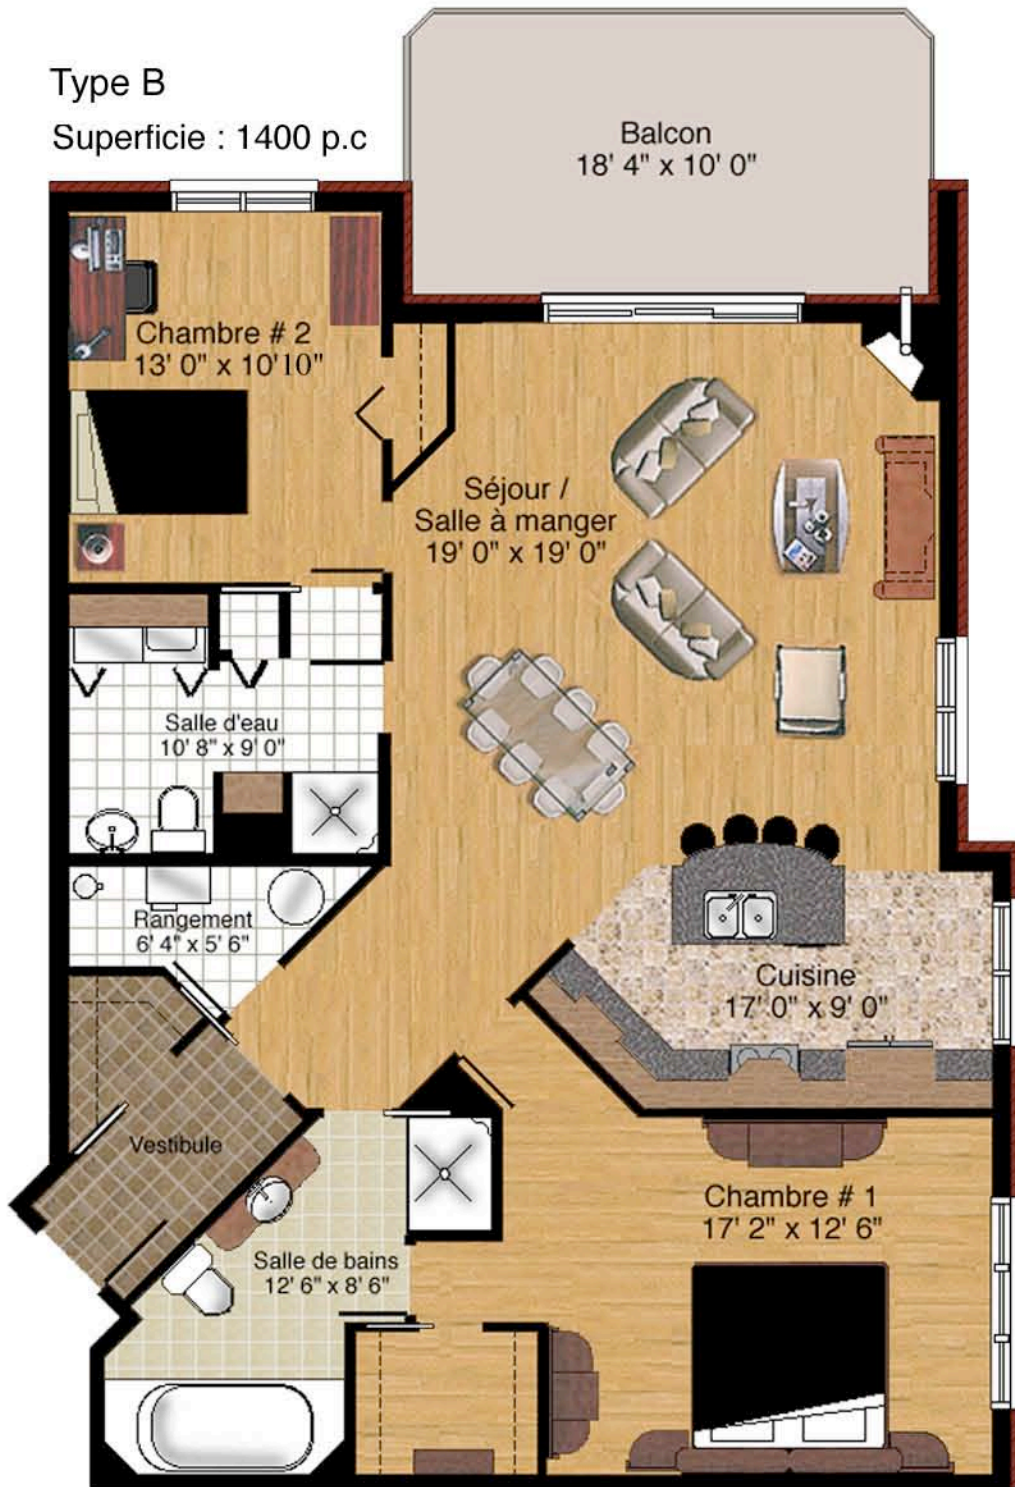 Type B
Superficie : 1400 p.c
Balcon
18' 4" x 10' 0"
Chambre # 2
13' 0" x 10'10"
Séjour /
Salle à manger
19' 0" x 19' 0"
Salle d'eau
10' 8" x 9' 0"
Rangement
6' 4" x 5' 6"
Cuisine
17' 0" x 9' 0"
Vestibule
Chambre # 1
17' 2" x 12' 6"
Salle de bains
12' 6" x 8' 6"